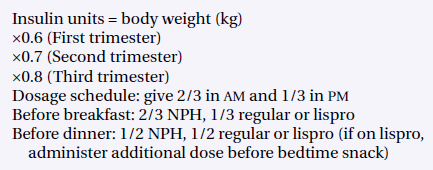 Insulin units = body weight (kg)
×0.6 (First trimester)
×0.7 (Second trimester)
×0.8 (Third trimester)
Dosage schedule: give 2/3 in AM and 1/3 in PM
Before breakfast: 2/3 NPH, 1/3 regular or lispro
Before dinner: 1/2 NPH, 1/2 regular or lispro (if on lispro,
administer additional dose before bedtime snack)